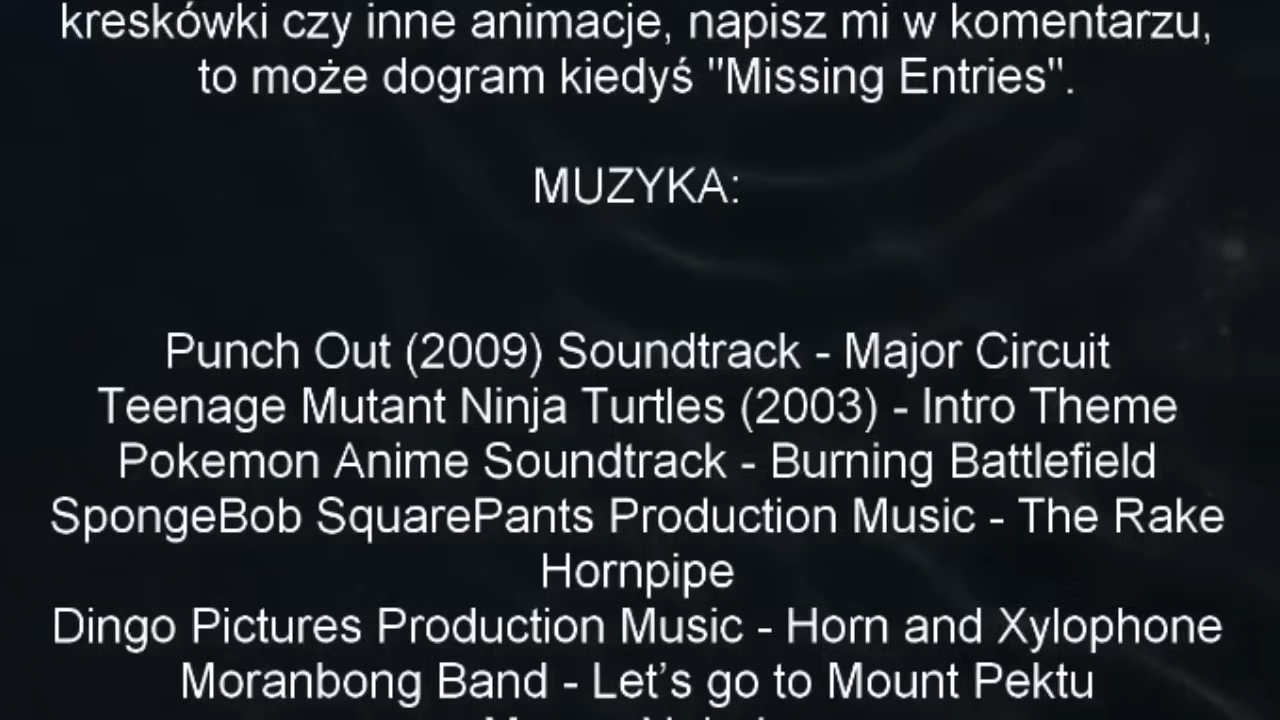 kreskówki czy inne animacje, napisz mi w komentarzu,
to może dogram kiedyś "Missing Entries".
MUZYKA:
Punch Out (2009) Soundtrack - Major Circuit
Teenage Mutant Ninja Turtles (2003) - Intro Theme
Pokemon Anime Soundtrack - Burning Battlefield
SpongeBob SquarePants Production Music - The Rake
Hornpipe
Dingo Pictures Production Music - Horn and Xylophone
Moranbong Band - Let’s go to Mount Pektu